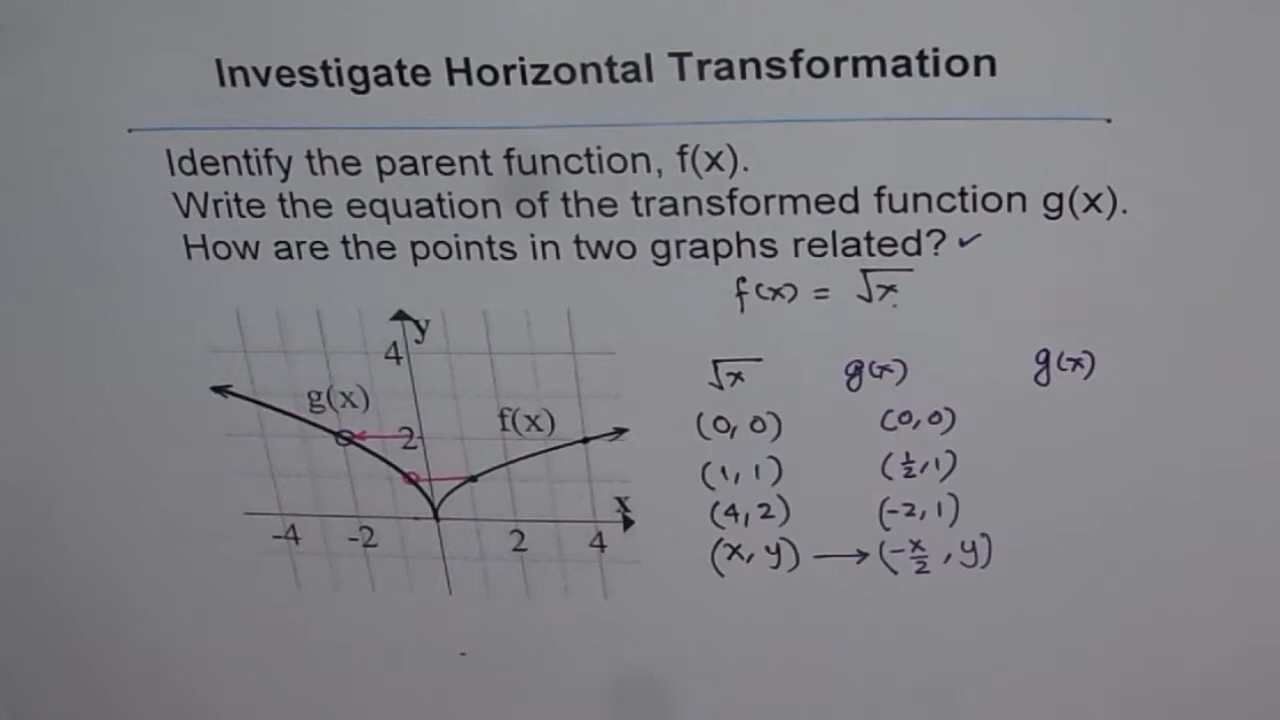 Investigate Horizontal Transformation
Identify the parent function, f(x).
Write the equation of the transformed function g(x).
How are the points in two graphs related? ✓
f(x) = √x
y
4
g(x)
f(x)
2
x
-4 -2 2 4
√x g(x) g(x)
(0, 0) (0, 0)
(1, 1) (½, 1)
(4, 2) (-2, 1)
(x, y) → (-x/2, y)